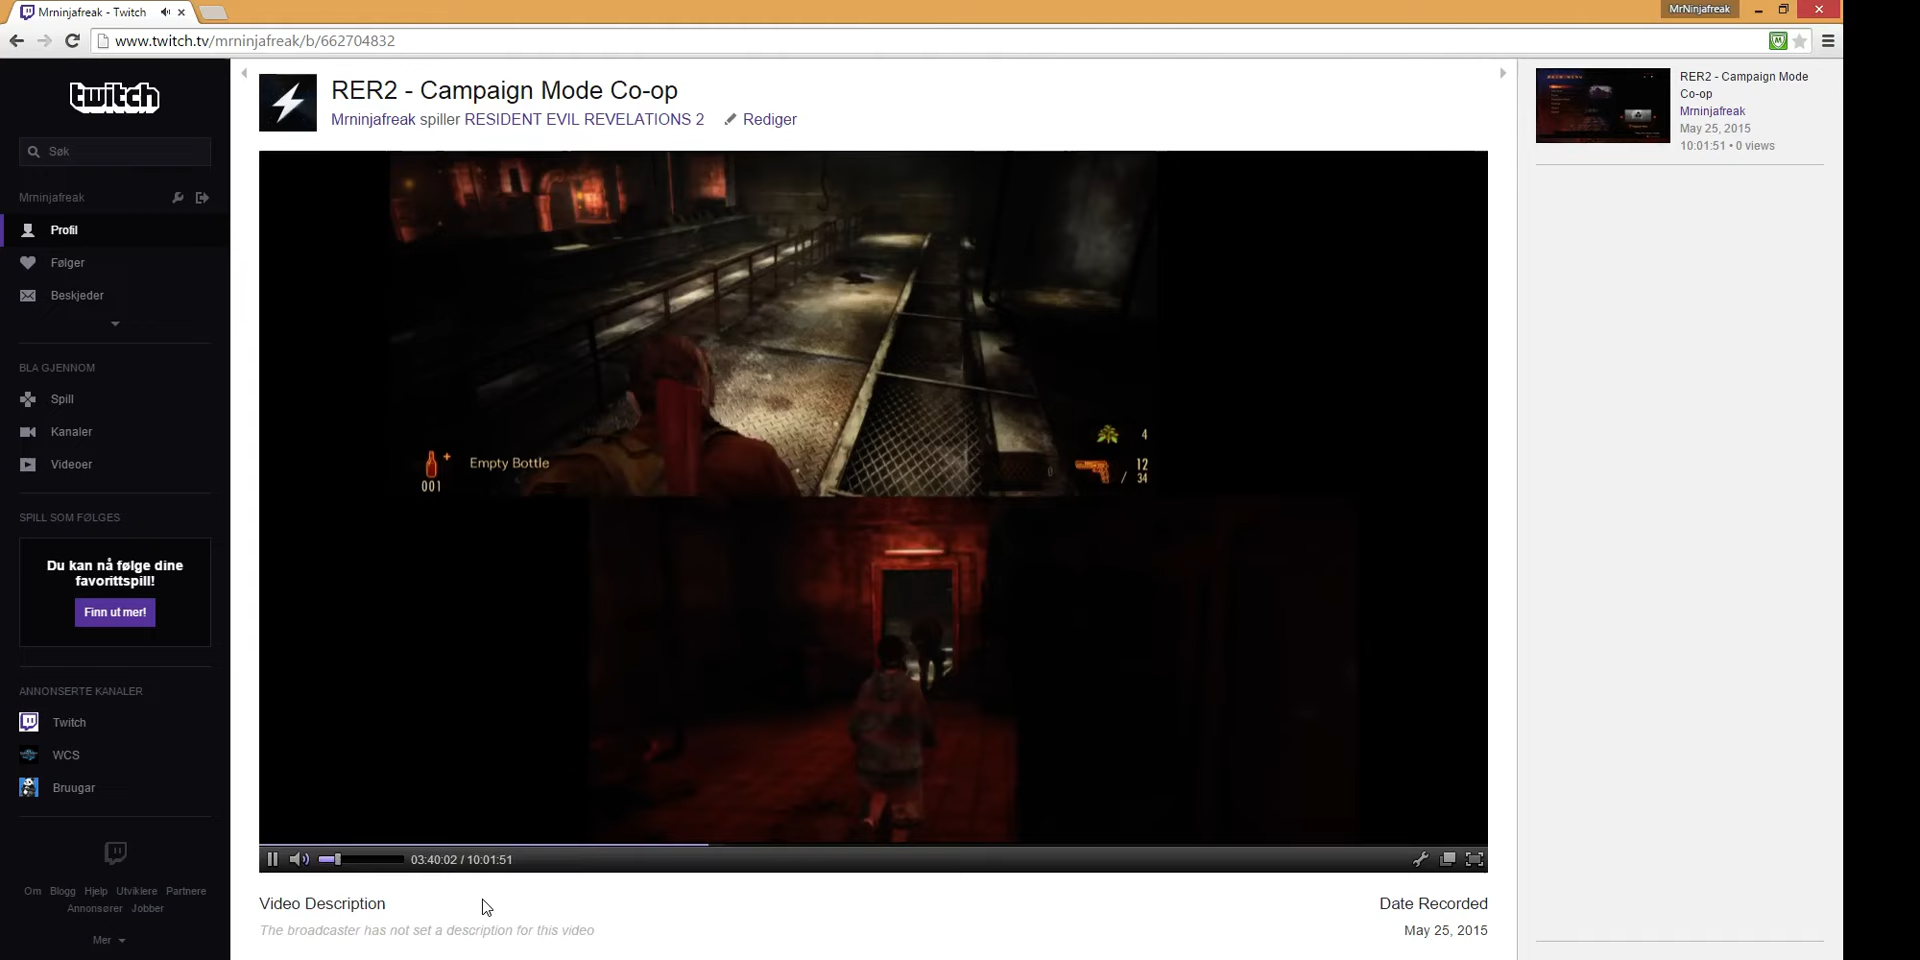 Mrninjafreak - Twitch
MrNinjafreak
www.twitch.tv/mrninjafreak/b/662704832
twitch
Søk
Mrninjafreak
Profil
Følger
Beskjeder
BLA GJENNOM
Spill
Kanaler
Videoer
SPILL SOM FØLGES
Du kan nå følge dine
favorittspill!
Finn ut mer!
ANNONSERTE KANALER
Twitch
WCS
Bruugar
Om Blogg Hjelp Utviklere Partnere
Annonsører Jobber
Mer
RER2 - Campaign Mode Co-op
Mrninjafreak spiller RESIDENT EVIL REVELATIONS 2 Rediger
+ Empty Bottle
001
4
12
/ 34
0
03:40:02 / 10:01:51
Video Description
The broadcaster has not set a description for this video
Date Recorded
May 25, 2015
RER2 - Campaign Mode
Co-op
Mrninjafreak
May 25, 2015
10:01:51 • 0 views